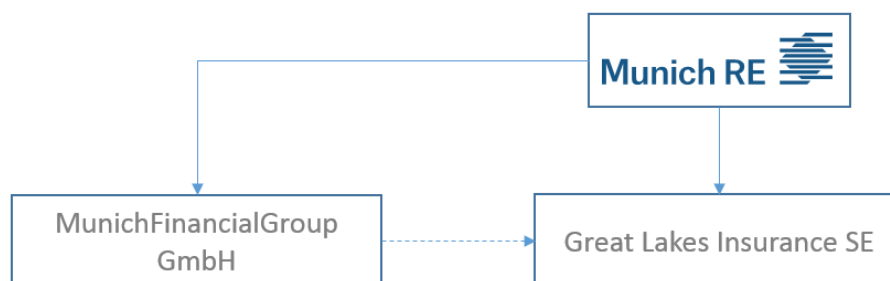 Munich RE
MunichFinancialGroup
GmbH
Great Lakes Insurance SE